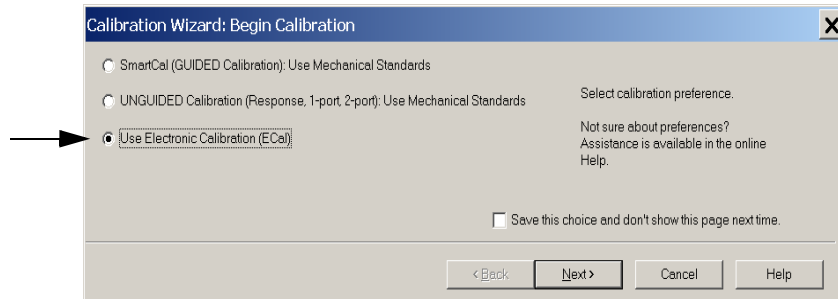 Calibration Wizard: Begin Calibration
SmartCal (GUIDED Calibration): Use Mechanical Standards
UNGUIDED Calibration (Response, 1-port, 2-port): Use Mechanical Standards
Use Electronic Calibration (ECal)
Select calibration preference.
Not sure about preferences?
Assistance is available in the online
Help.
Save this choice and don't show this page next time.
< Back
Next >
Cancel
Help